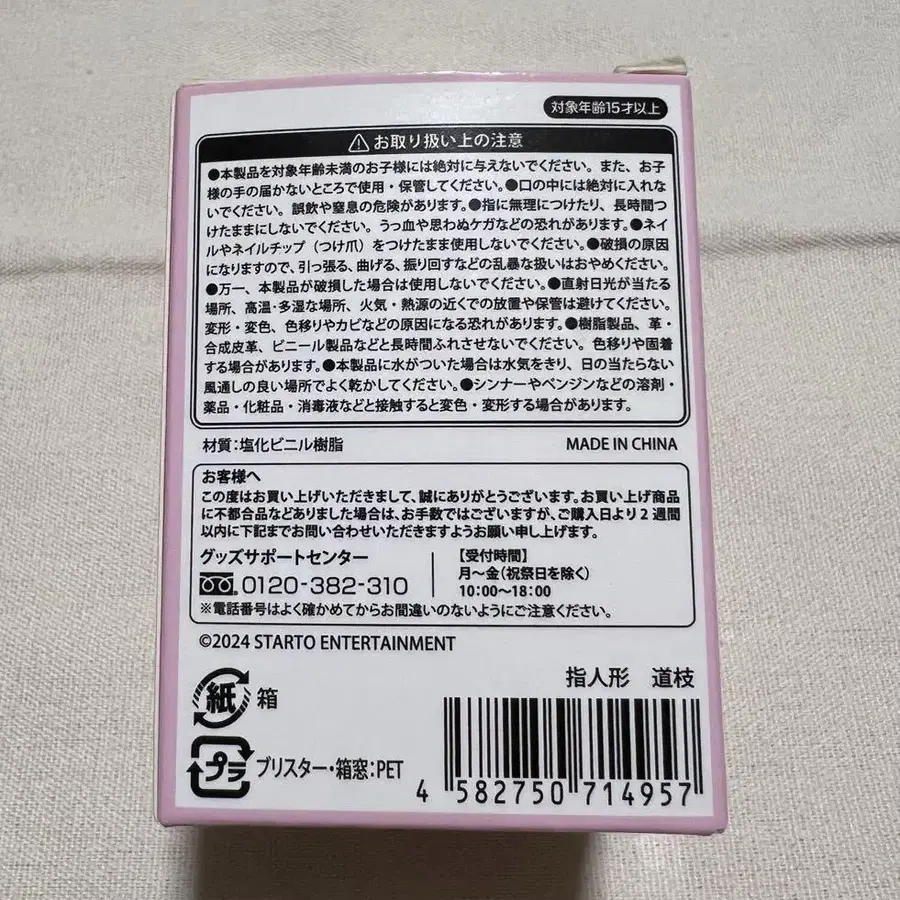 対象年齢15才以上
⚠お取り扱い上の注意
●本製品を対象年齢未満のお子様には絶対に与えないでください。また、お子
様の手の届かないところで使用・保管してください。●口の中には絶対に入れな
いでください。誤飲や窒息の危険があります。●指に無理につけたり、長時間つ
けたままにしないでください。うっ血や思わぬケガなどの恐れがあります。●ネイ
ルやネイルチップ（つけ爪）をつけたまま使用しないでください。●破損の原因
になりますので、引っ張る、曲げる、振り回すなどの乱暴な扱いはおやめください。
●万一、本製品が破損した場合は使用しないでください。●直射日光が当たる
場所、高温・多湿な場所、火気・熱源の近くでの放置や保管は避けてください。
変形・変色、色移りやカビなどの原因になる恐れがあります。●樹脂製品、革・
合成皮革、ビニール製品などと長時間ふれさせないでください。色移りや固着
する場合があります。●本製品に水がついた場合は水気をきり、日の当たらない
風通しの良い場所でよく乾かしてください。●シンナーやベンジンなどの溶剤・
薬品・化粧品・消毒液などと接触すると変色・変形する場合があります。
材質：塩化ビニル樹脂 MADE IN CHINA
お客様へ
この度はお買い上げいただきまして、誠にありがとうございます。お買い上げ商品
に不都合品などありました場合は、お手数ではございますが、ご購入日より2週間
以内に下記までお問い合わせいただきますようお願い申し上げます。
グッズサポートセンター
0120-382-310
【受付時間】
月〜金（祝祭日を除く）
10:00〜18:00
※電話番号はよく確かめてからお間違いのないようにご注意ください。
©2024 STARTO ENTERTAINMENT
指人形 道枝
紙 箱
プラ ブリスター・箱窓：PET
4 582750 714957